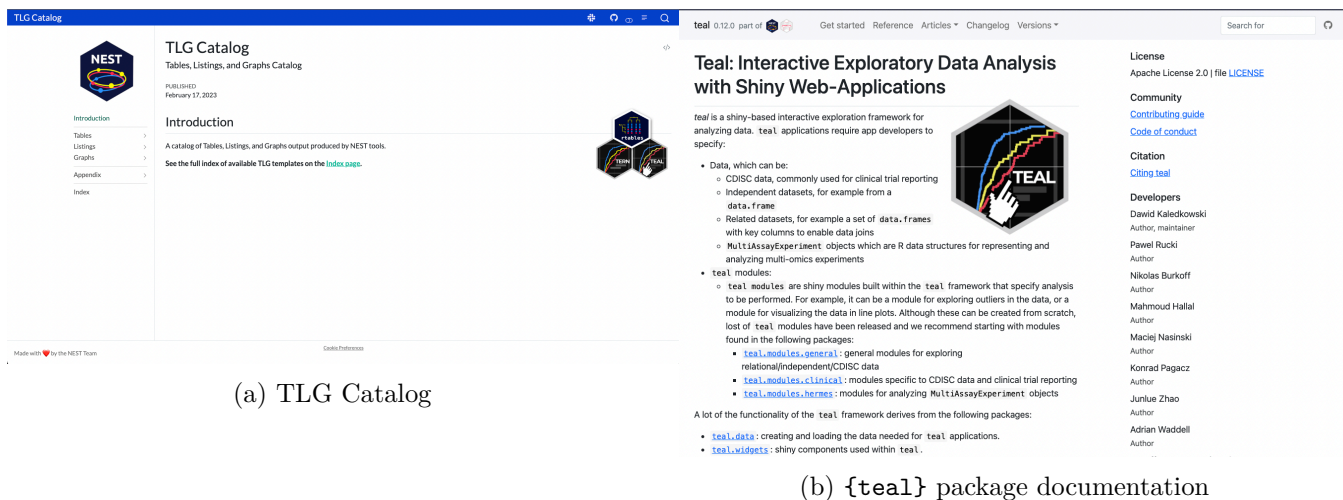 TLG Catalog
NEST
Introduction
Tables
Listings
Graphs
Appendix
Index
Made with ❤️ by the NEST Team
TLG Catalog
Tables, Listings, and Graphs Catalog
PUBLISHED
February 17, 2023
Introduction
A catalog of Tables, Listings, and Graphs output produced by NEST tools.
See the full index of available TLG templates on the Index page.
rtables
TERN
TEAL
Cookie Preferences
(a) TLG Catalog
teal 0.12.0 part of
Get started Reference Articles Changelog Versions
Search for
Teal: Interactive Exploratory Data Analysis
with Shiny Web-Applications
teal is a shiny-based interactive exploration framework for
analyzing data. teal applications require app developers to
specify:
• Data, which can be:
◦ CDISC data, commonly used for clinical trial reporting
◦ Independent datasets, for example from a
data.frame
◦ Related datasets, for example a set of data.frames
with key columns to enable data joins
◦ MultiAssayExperiment objects which are R data structures for representing and
analyzing multi-omics experiments
• teal modules:
◦ teal modules are shiny modules built within the teal framework that specify analysis
to be performed. For example, it can be a module for exploring outliers in the data, or a
module for visualizing the data in line plots. Although these can be created from scratch,
lost of teal modules have been released and we recommend starting with modules
found in the following packages:
▪ teal.modules.general : general modules for exploring
relational/independent/CDISC data
▪ teal.modules.clinical : modules specific to CDISC data and clinical trial reporting
▪ teal.modules.hermes : modules for analyzing MultiAssayExperiment objects
A lot of the functionality of the teal framework derives from the following packages:
• teal.data : creating and loading the data needed for teal applications.
• teal.widgets : shiny components used within teal .
TEAL
License
Apache License 2.0 | file LICENSE
Community
Contributing guide
Code of conduct
Citation
Citing teal
Developers
Dawid Kaledkowski
Author, maintainer
Pawel Rucki
Author
Nikolas Burkoff
Author
Mahmoud Hallal
Author
Maciej Nasinski
Author
Konrad Pagacz
Author
Junlue Zhao
Author
Adrian Waddell
Author
(b) {teal} package documentation